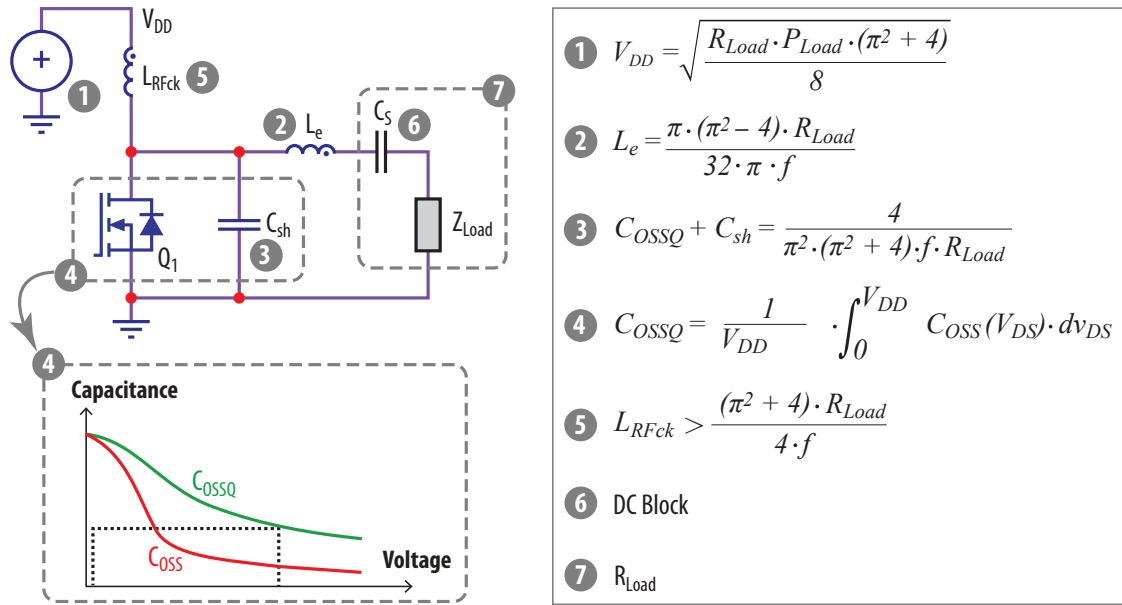 V_DD
+
1
L_RFck 5
7
2 L_e
C_S 6
C_sh
3
Z_Load
Q_1
4
4
Capacitance
C_OSSQ
C_OSS
Voltage
1 V_DD = √(R_Load · P_Load · (π² + 4) / 8)
2 L_e = π · (π² – 4) · R_Load / 32 · π · f
3 C_OSSQ + C_sh = 4 / π² · (π² + 4) · f · R_Load
4 C_OSSQ = 1 / V_DD · ∫_0^V_DD C_OSS (V_DS) · dv_DS
5 L_RFck > (π² + 4) · R_Load / 4 · f
6 DC Block
7 R_Load